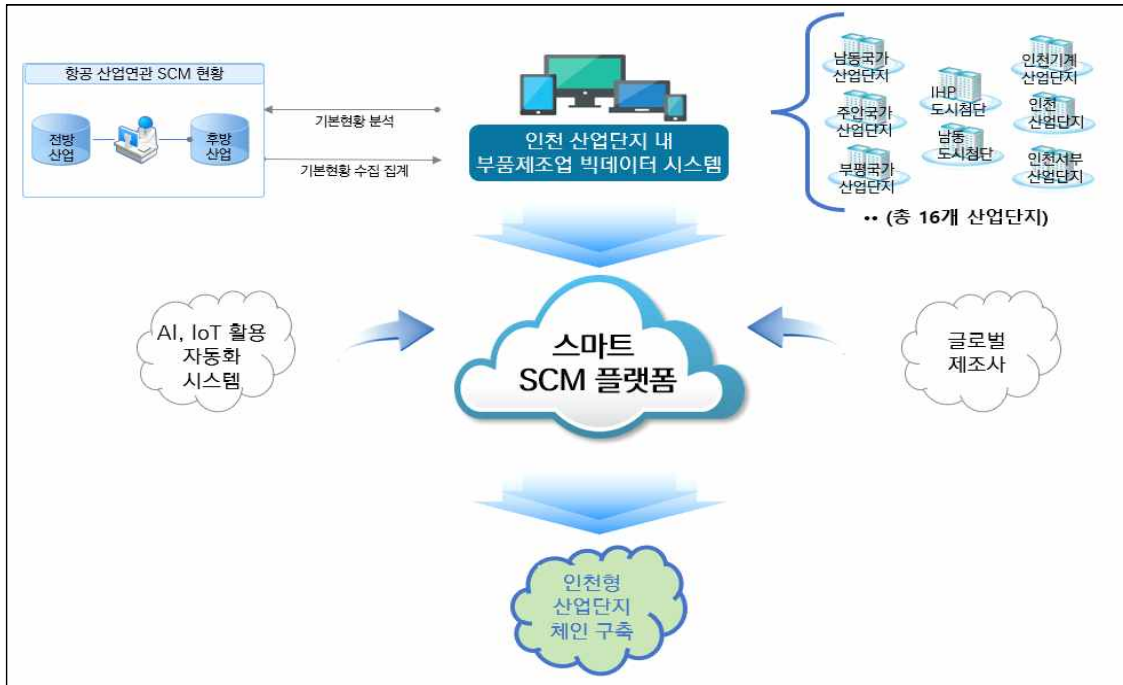 항공 산업연관 SCM 현황
전방
산업
후방
산업
기본현황 분석
기본현황 수집 집계
인천 산업단지 내
부품제조업 빅데이터 시스템
남동국가
산업단지
주안국가
산업단지
부평국가
산업단지
IHP
도시첨단
남동
도시첨단
인천기계
산업단지
인천
산업단지
인천서부
산업단지
•• (총 16개 산업단지)
AI, IoT 활용
자동화
시스템
스마트
SCM 플랫폼
글로벌
제조사
인천형
산업단지
체인 구축